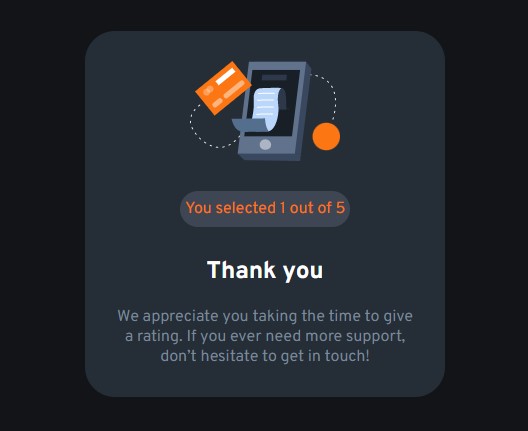 You selected 1 out of 5
Thank you
We appreciate you taking the time to give
a rating. If you ever need more support,
don’t hesitate to get in touch!